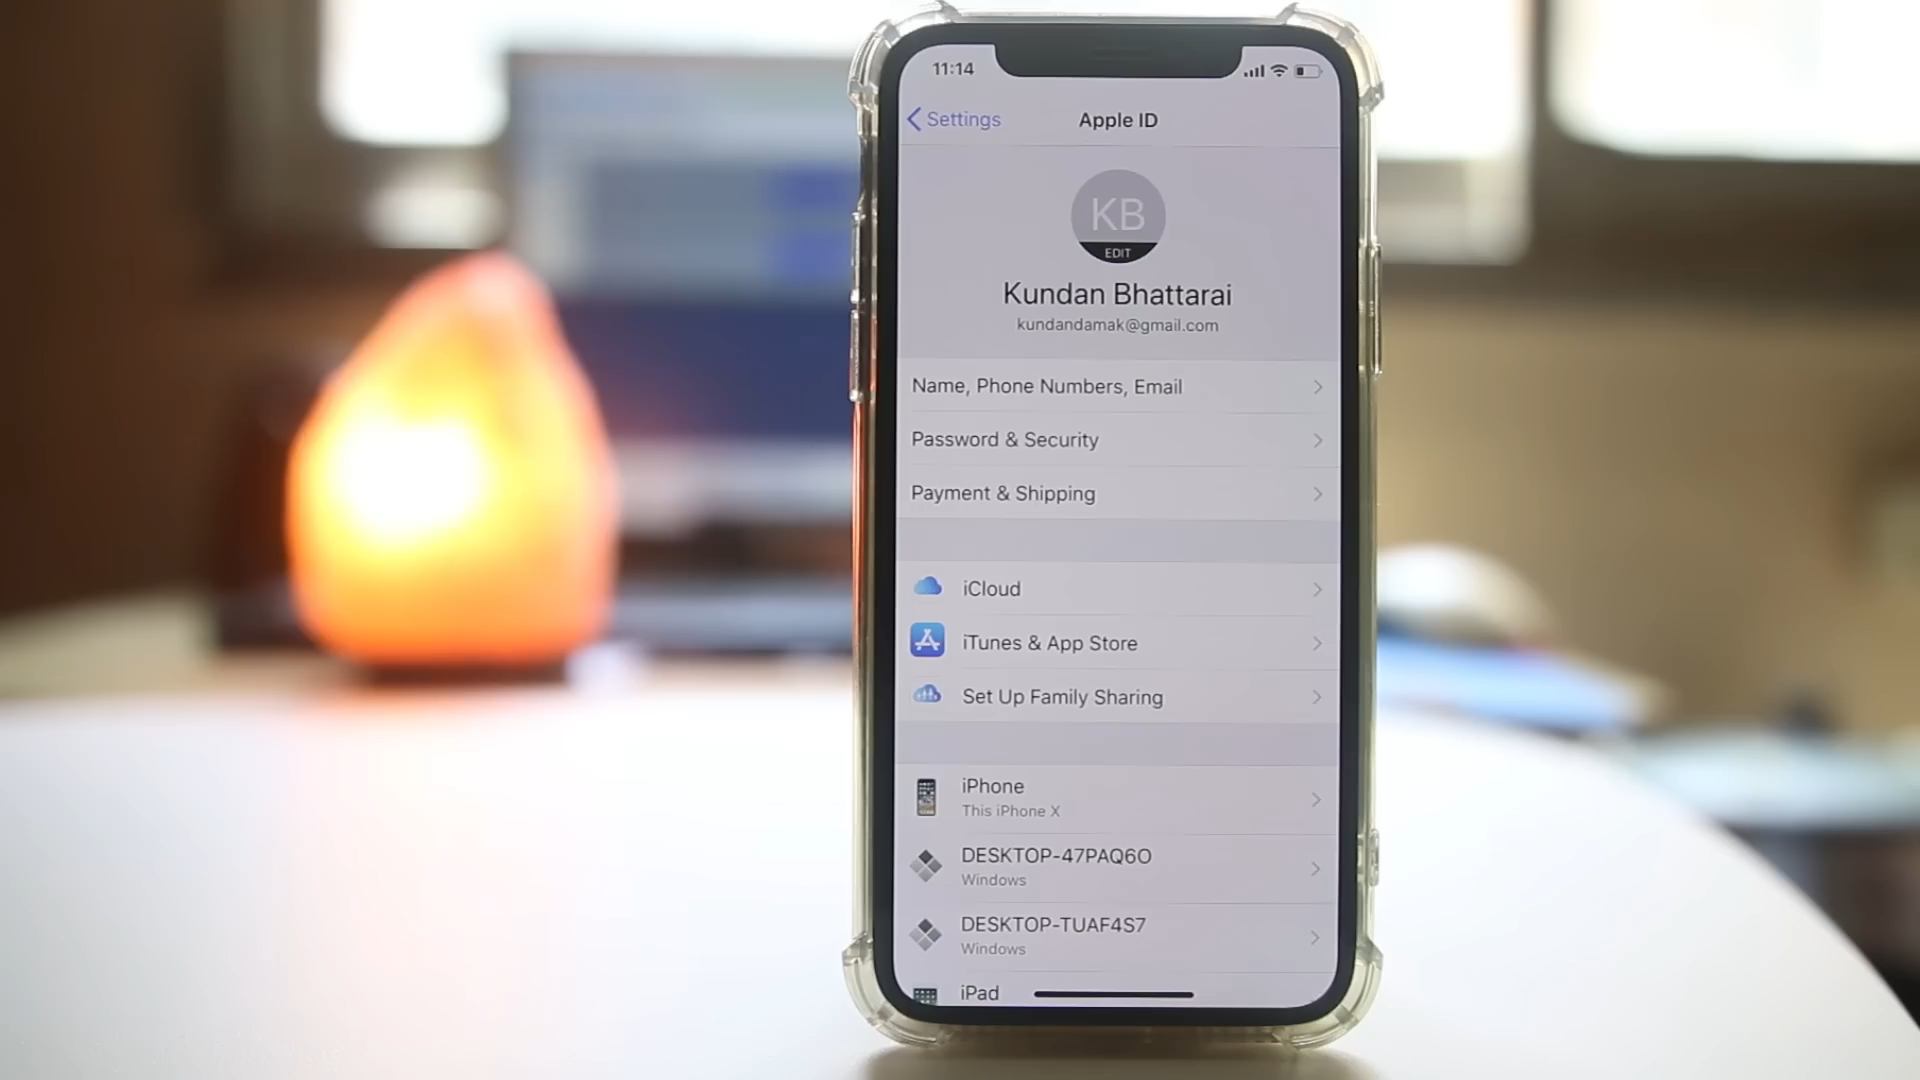 11:14
Settings
Apple ID
KB
EDIT
Kundan Bhattarai
kundandamak@gmail.com
Name, Phone Numbers, Email
Password & Security
Payment & Shipping
iCloud
iTunes & App Store
Set Up Family Sharing
iPhone
This iPhone X
DESKTOP-47PAQ6O
Windows
DESKTOP-TUAF4S7
Windows
iPad